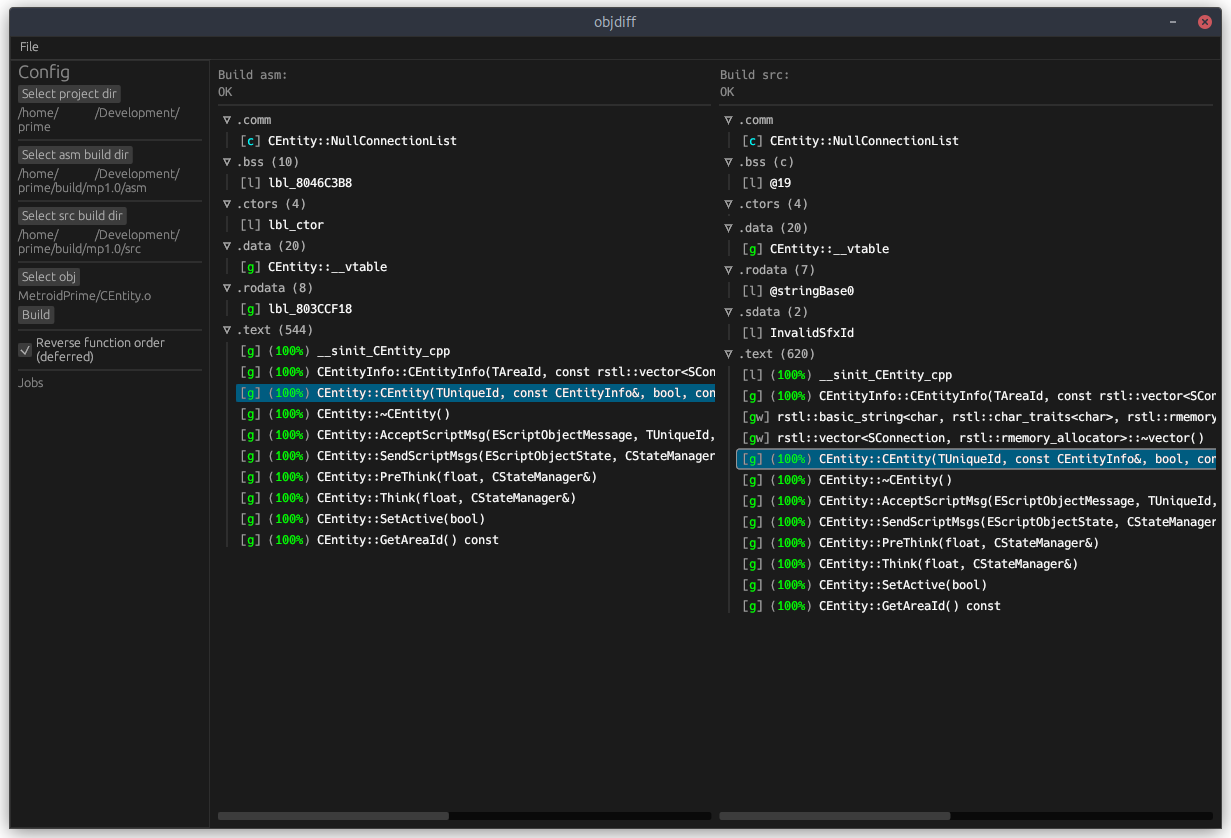 objdiff
File
Config
Select project dir
/home/ /Development/
prime
Select asm build dir
/home/ /Development/
prime/build/mp1.0/asm
Select src build dir
/home/ /Development/
prime/build/mp1.0/src
Select obj
MetroidPrime/CEntity.o
Build
Reverse function order
(deferred)
Jobs
Build asm:
OK
.comm
[c] CEntity::NullConnectionList
.bss (10)
[l] lbl_8046C3B8
.ctors (4)
[l] lbl_ctor
.data (20)
[g] CEntity::__vtable
.rodata (8)
[g] lbl_803CCF18
.text (544)
[g] (100%) __sinit_CEntity_cpp
[g] (100%) CEntityInfo::CEntityInfo(TAreaId, const rstl::vector<SCon
[g] (100%) CEntity::CEntity(TUniqueId, const CEntityInfo&, bool, con
[g] (100%) CEntity::~CEntity()
[g] (100%) CEntity::AcceptScriptMsg(EScriptObjectMessage, TUniqueId,
[g] (100%) CEntity::SendScriptMsgs(EScriptObjectState, CStateManager
[g] (100%) CEntity::PreThink(float, CStateManager&)
[g] (100%) CEntity::Think(float, CStateManager&)
[g] (100%) CEntity::SetActive(bool)
[g] (100%) CEntity::GetAreaId() const
Build src:
OK
.comm
[c] CEntity::NullConnectionList
.bss (c)
[l] @19
.ctors (4)
.data (20)
[g] CEntity::__vtable
.rodata (7)
[l] @stringBase0
.sdata (2)
[l] InvalidSfxId
.text (620)
[l] (100%) __sinit_CEntity_cpp
[g] (100%) CEntityInfo::CEntityInfo(TAreaId, const rstl::vector<SCon
[gw] rstl::basic_string<char, rstl::char_traits<char>, rstl::rmemory
[gw] rstl::vector<SConnection, rstl::rmemory_allocator>::~vector()
[g] (100%) CEntity::CEntity(TUniqueId, const CEntityInfo&, bool, con
[g] (100%) CEntity::~CEntity()
[g] (100%) CEntity::AcceptScriptMsg(EScriptObjectMessage, TUniqueId,
[g] (100%) CEntity::SendScriptMsgs(EScriptObjectState, CStateManager
[g] (100%) CEntity::PreThink(float, CStateManager&)
[g] (100%) CEntity::Think(float, CStateManager&)
[g] (100%) CEntity::SetActive(bool)
[g] (100%) CEntity::GetAreaId() const